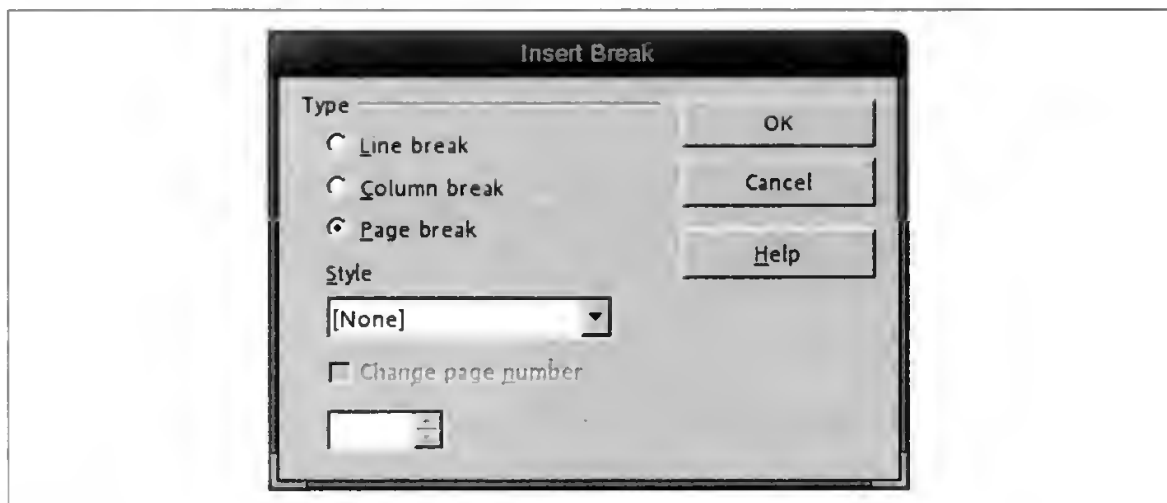 Insert Break
Type
Line break
Column break
Page break
Style
[None]
Change page number
OK
Cancel
Help